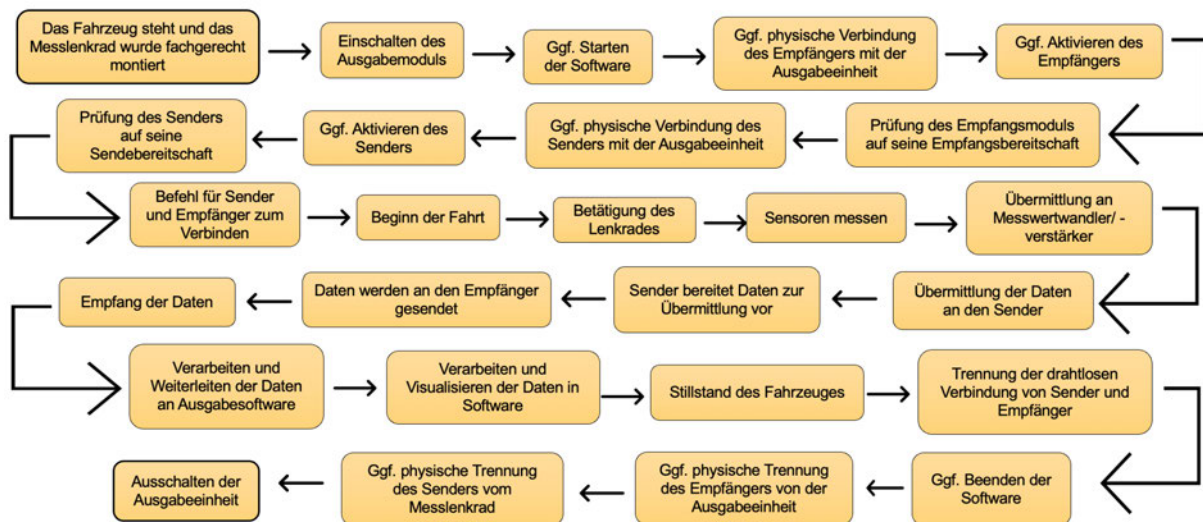 Das Fahrzeug steht und das
Messlenkrad wurde fachgerecht
montiert
Einschalten des
Ausgabemoduls
Ggf. Starten
der Software
Ggf. physische Verbindung
des Empfängers mit der
Ausgabeeinheit
Ggf. Aktivieren des
Empfängers
Prüfung des Empfangsmoduls
auf seine
Empfangsbereitschaft
Ggf. physische Verbindung des
Senders mit der Ausgabeeinheit
Ggf. Aktivieren des
Senders
Prüfung des Senders
auf seine
Sendebereitschaft
Befehl für Sender
und Empfänger zum
Verbinden
Beginn der Fahrt
Betätigung des
Lenkrades
Sensoren messen
Übermittlung an
Messwertwandler/ -
verstärker
Übermittlung der Daten
an den Sender
Sender bereitet Daten zur
Übermittlung vor
Daten werden an den Empfänger
gesendet
Empfang der Daten
Verarbeiten und
Weiterleiten der Daten
an Ausgabesoftware
Verarbeiten und
Visualisieren der Daten in
Software
Stillstand des Fahrzeuges
Trennung der drahtlosen
Verbindung von Sender und
Empfänger
Ggf. Beenden der
Software
Ggf. physische Trennung
des Empfängers von der
Ausgabeeinheit
Ggf. physische Trennung
des Senders vom
Messlenkrad
Ausschalten der
Ausgabeeinheit